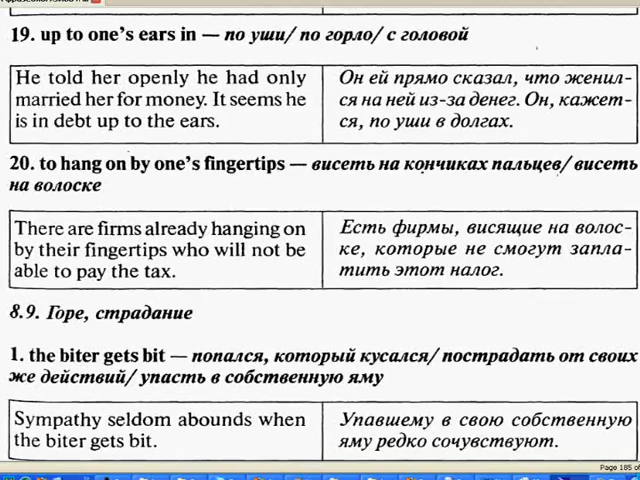 19. up to one's ears in — по уши/ по горло/ с головой
He told her openly he had only
married her for money. It seems he
is in debt up to the ears.
Он ей прямо сказал, что женил-
ся на ней из-за денег. Он, кажет-
ся, по уши в долгах.
20. to hang on by one's fingertips — висеть на кончиках пальцев/ висеть
на волоске
There are firms already hanging on
by their fingertips who will not be
able to pay the tax.
Есть фирмы, висящие на волос-
ке, которые не смогут запла-
тить этот налог.
8.9. Горе, страдание
1. the biter gets bit — попался, который кусался/ пострадать от своих
же действий/ упасть в собственную яму
Sympathy seldom abounds when
the biter gets bit.
Упавшему в свою собственную
яму редко сочувствуют.
Page 185 of